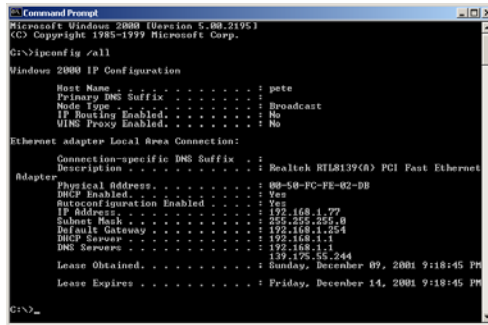 Command Prompt
Microsoft Windows 2000 [Version 5.00.2195]
(C) Copyright 1985-1999 Microsoft Corp.
C:\>ipconfig /all
Windows 2000 IP Configuration
Host Name . . . . . . . . . . . . : pete
Primary DNS Suffix . . . . . . . :
Node Type . . . . . . . . . . . . : Broadcast
IP Routing Enabled. . . . . . . . : No
WINS Proxy Enabled. . . . . . . . : No
Ethernet adapter Local Area Connection:
Connection-specific DNS Suffix . :
Description . . . . . . . . . . . : Realtek RTL8139(A) PCI Fast Ethernet
Adapter
Physical Address. . . . . . . . . : 00-50-FC-FE-02-DB
DHCP Enabled. . . . . . . . . . . : Yes
Autoconfiguration Enabled . . . . : Yes
IP Address. . . . . . . . . . . . : 192.168.1.77
Subnet Mask . . . . . . . . . . . : 255.255.255.0
Default Gateway . . . . . . . . . : 192.168.1.254
DHCP Server . . . . . . . . . . . : 192.168.1.1
DNS Servers . . . . . . . . . . . : 192.168.1.1
139.175.55.244
Lease Obtained. . . . . . . . . . : Sunday, December 09, 2001 9:18:45 PM
Lease Expires . . . . . . . . . . : Friday, December 14, 2001 9:18:45 PM
C:\>_